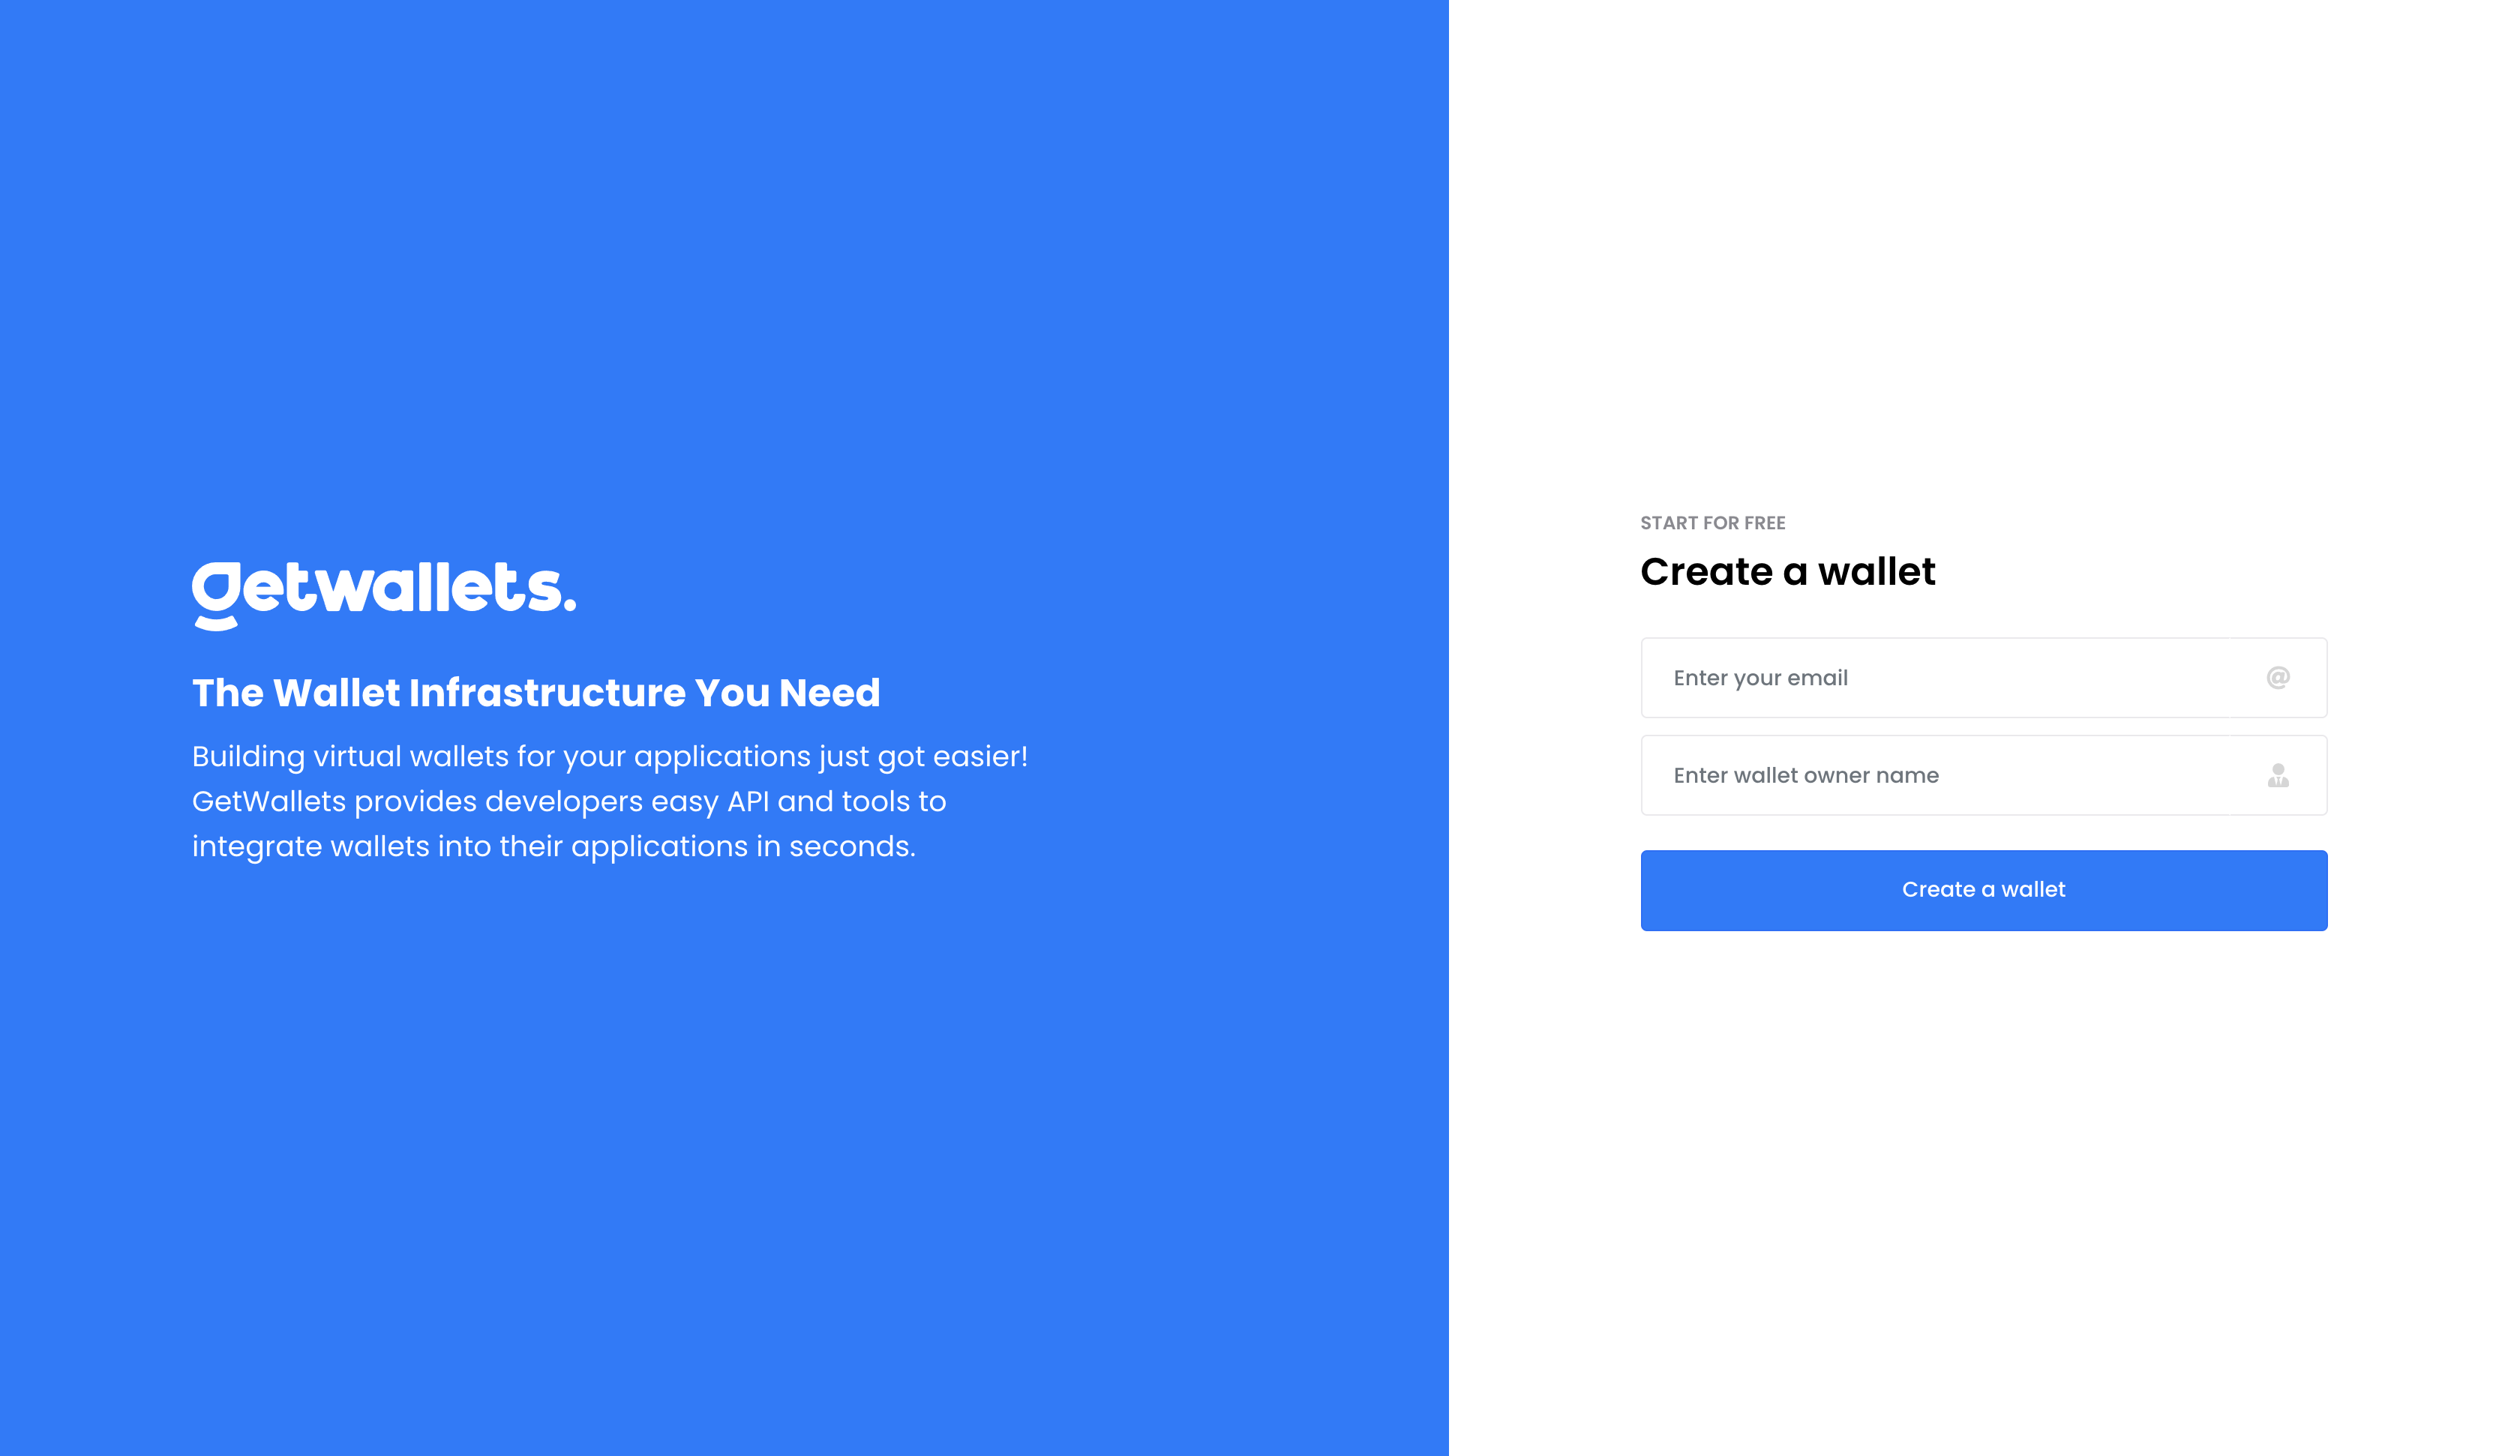 getwallets.
The Wallet Infrastructure You Need
Building virtual wallets for your applications just got easier!
GetWallets provides developers easy API and tools to
integrate wallets into their applications in seconds.
START FOR FREE
Create a wallet
Enter your email
@
Enter wallet owner name
Create a wallet